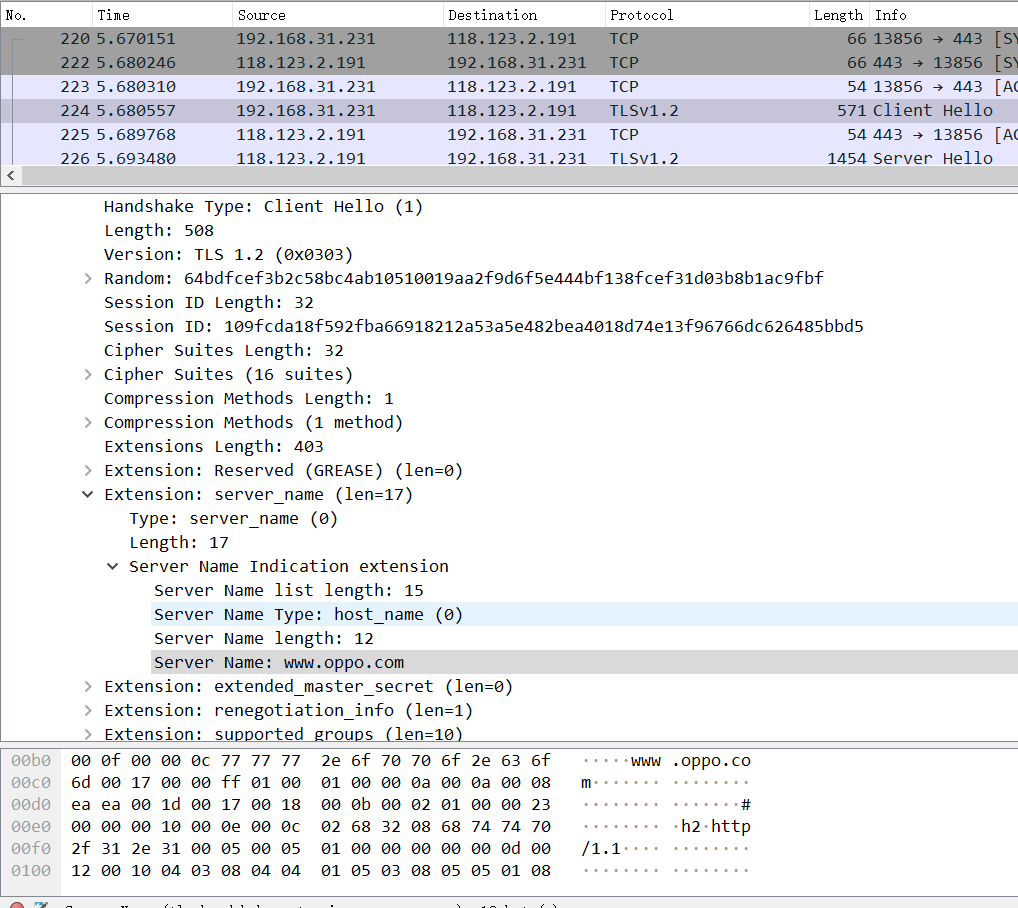 No. Time Source Destination Protocol Length Info
220 5.670151 192.168.31.231 118.123.2.191 TCP 66 13856 → 443 [SY
222 5.680246 118.123.2.191 192.168.31.231 TCP 66 443 → 13856 [SY
223 5.680310 192.168.31.231 118.123.2.191 TCP 54 13856 → 443 [AC
224 5.680557 192.168.31.231 118.123.2.191 TLSv1.2 571 Client Hello
225 5.689768 118.123.2.191 192.168.31.231 TCP 54 443 → 13856 [AC
226 5.693480 118.123.2.191 192.168.31.231 TLSv1.2 1454 Server Hello
Handshake Type: Client Hello (1)
Length: 508
Version: TLS 1.2 (0x0303)
Random: 64bdfcef3b2c58bc4ab10510019aa2f9d6f5e444bf138fcef31d03b8b1ac9fbf
Session ID Length: 32
Session ID: 109fcda18f592fba66918212a53a5e482bea4018d74e13f96766dc626485bbd5
Cipher Suites Length: 32
Cipher Suites (16 suites)
Compression Methods Length: 1
Compression Methods (1 method)
Extensions Length: 403
Extension: Reserved (GREASE) (len=0)
Extension: server_name (len=17)
Type: server_name (0)
Length: 17
Server Name Indication extension
Server Name list length: 15
Server Name Type: host_name (0)
Server Name length: 12
Server Name: www.oppo.com
Extension: extended_master_secret (len=0)
Extension: renegotiation_info (len=1)
Extension: supported_groups (len=10)
00b0 00 0f 00 00 0c 77 77 77 2e 6f 70 70 6f 2e 63 6f ·····www .oppo.co
00c0 6d 00 17 00 00 ff 01 00 01 00 00 0a 00 0a 00 08 m······· ········
00d0 ea ea 00 1d 00 17 00 18 00 0b 00 02 01 00 00 23 ········ ·······#
00e0 00 00 00 10 00 0e 00 0c 02 68 32 08 68 74 74 70 ········ ·h2·http
00f0 2f 31 2e 31 00 05 00 05 01 00 00 00 00 00 0d 00 /1.1···· ········
0100 12 00 10 04 03 08 04 04 01 05 03 08 05 05 01 08 ········ ········